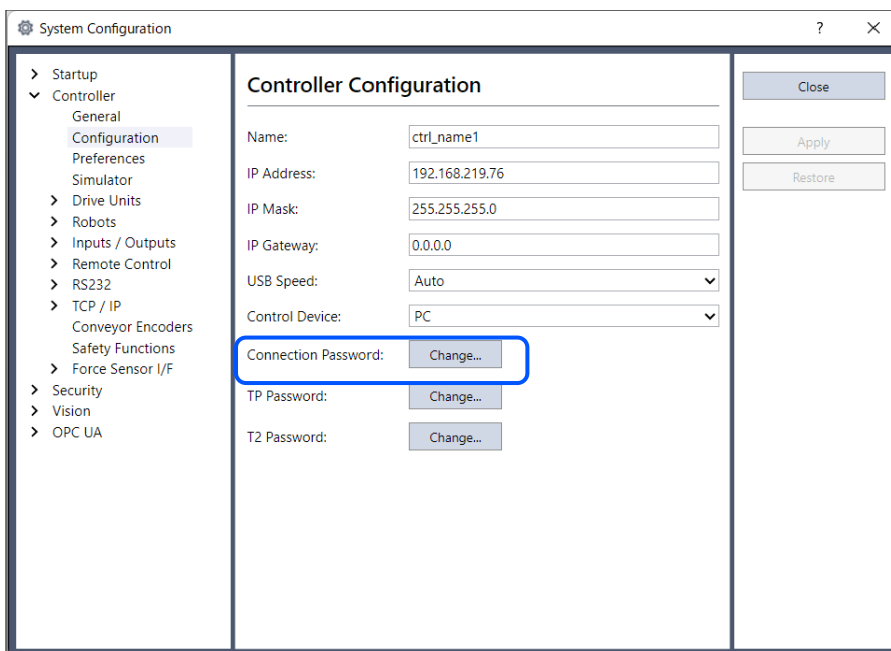 System Configuration
?
Startup
Controller
General
Configuration
Preferences
Simulator
Drive Units
Robots
Inputs / Outputs
Remote Control
RS232
TCP / IP
Conveyor Encoders
Safety Functions
Force Sensor I/F
Security
Vision
OPC UA
Controller Configuration
Name: ctrl_name1
IP Address: 192.168.219.76
IP Mask: 255.255.255.0
IP Gateway: 0.0.0.0
USB Speed: Auto
Control Device: PC
Connection Password: Change...
TP Password: Change...
T2 Password: Change...
Close
Apply
Restore